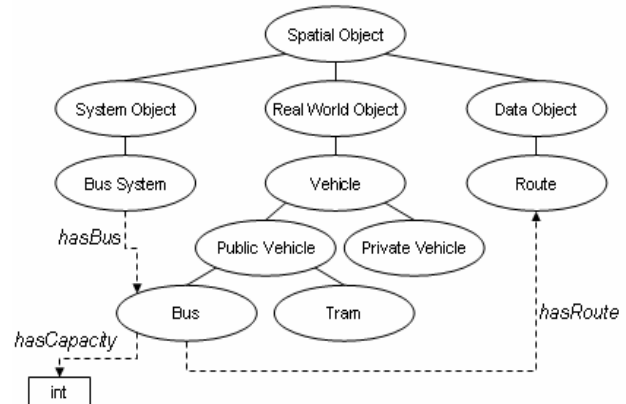 Spatial Object
System Object
Real World Object
Data Object
Bus System
Vehicle
Route
hasBus
Public Vehicle
Private Vehicle
Bus
Tram
hasRoute
hasCapacity
int